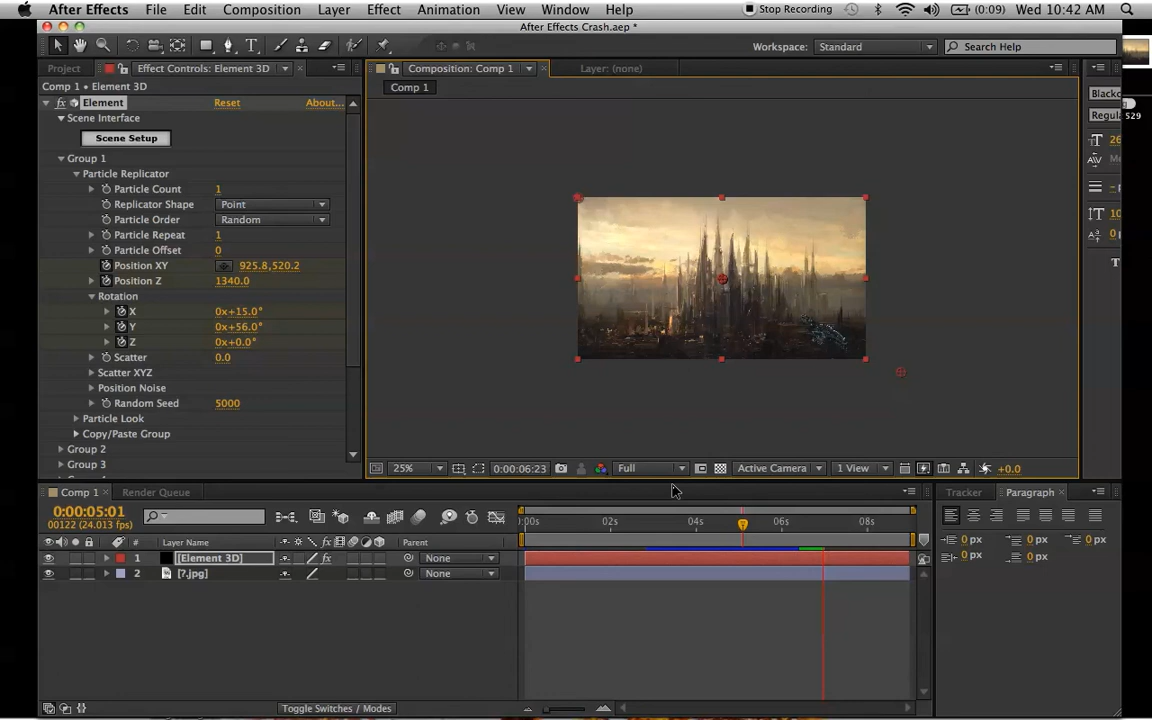 After Effects File Edit Composition Layer Effect Animation View Window Help Stop Recording (0:09) Wed 10:42 AM
After Effects Crash.aep *
Workspace: Standard Search Help
Project Effect Controls: Element 3D Composition: Comp 1 Layer: (none)
Comp 1 • Element 3D Comp 1
fx Element Reset About...
Scene Interface
Scene Setup
Group 1
Particle Replicator
Particle Count 1
Replicator Shape Point
Particle Order Random
Particle Repeat 1
Particle Offset 0
Position XY 925.8,520.2
Position Z 1340.0
Rotation
X 0x+15.0°
Y 0x+56.0°
Z 0x+0.0°
Scatter 0.0
Scatter XYZ
Position Noise
Random Seed 5000
Particle Look
Copy/Paste Group
Group 2
Group 3
Regul
529
25% 0:00:06:23 Full Active Camera 1 View +0.0
Comp 1 Render Queue Tracker Paragraph
0:00:05:01
00122 (24.013 fps)
:00s 02s 04s 06s 08s
# Layer Name fx Parent
1 [Element 3D] fx None
2 [7.jpg] None
0 px 0 px 0 px
0 px 0 px
Toggle Switches / Modes